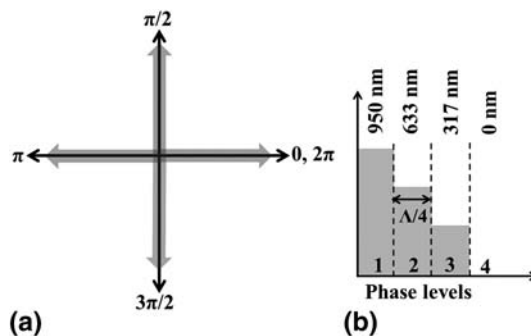 π/2
π
0, 2π
3π/2
(a)
950 nm
633 nm
317 nm
0 nm
Λ/4
1 2 3 4
Phase levels
(b)